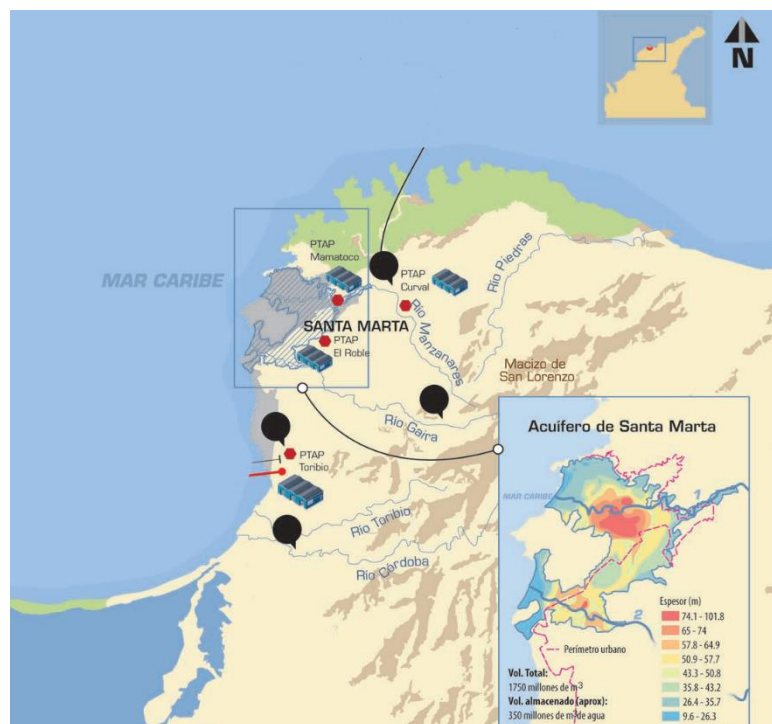 N
PTAP
Mamatoco
MAR CARIBE
PTAP
Curval
Río Piedras
SANTA MARTA
Río Manzanares
PTAP
El Roble
Macizo de
San Lorenzo
Río Gaira
PTAP
Toribio
Río Toribio
Río Córdoba
Acuífero de Santa Marta
MAR CARIBE
1
2
Espesor (m)
74.1 - 101.8
65 - 74
57.8 - 64.9
50.9 - 57.7
43.3 - 50.8
35.8 - 43.2
26.4 - 35.7
9.6 - 26.3
Perímetro urbano
Vol. Total:
1750 millones de m3
Vol. almacenado (aprox):
350 millones de m3 de agua